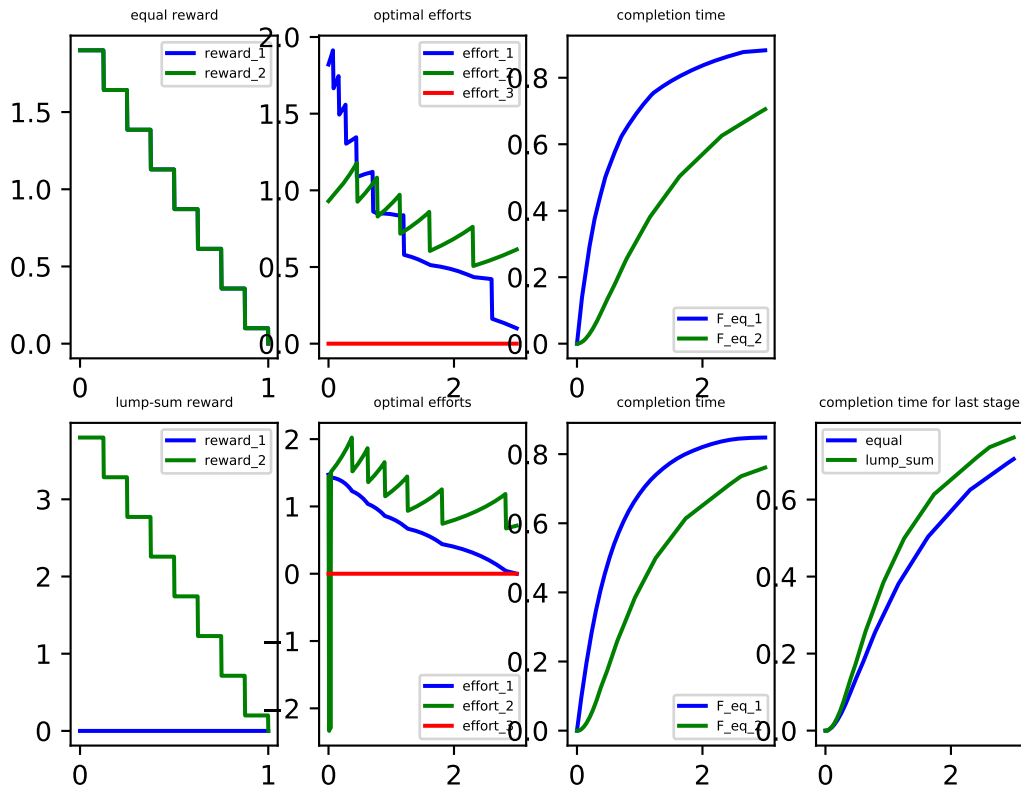 equal reward
optimal efforts
completion time
reward_1
reward_2
0.0
0.5
1.0
1.5
0
1
effort_1
effort_2
effort_3
0.0
0.5
1.0
1.5
2.0
0
2
F_eq_1
F_eq_2
0.0
0.2
0.4
0.6
0.8
0
2
lump-sum reward
optimal efforts
completion time
completion time for last stage
reward_1
reward_2
0
1
2
3
0
1
effort_1
effort_2
effort_3
−2
−1
0
1
2
0
2
F_eq_1
F_eq_2
0.0
0.2
0.4
0.6
0.8
0
2
equal
lump_sum
0.0
0.2
0.4
0.6
0
2